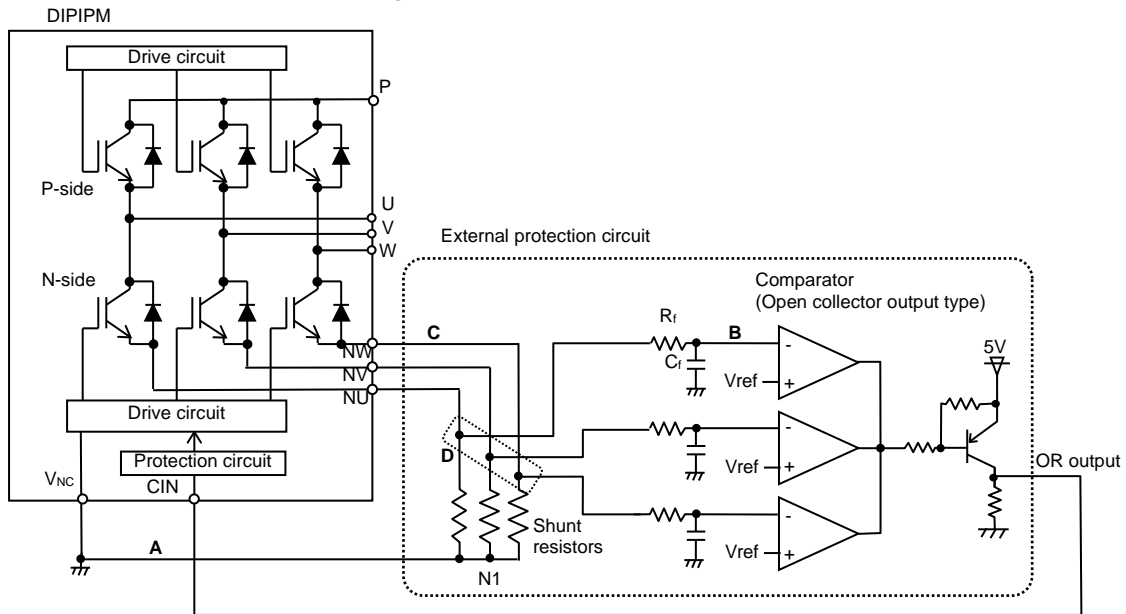 DIPIPM
Drive circuit
P
P-side
U
V
W
External protection circuit
N-side
Comparator
(Open collector output type)
C
Rf
B
5V
Cf
-
Vref
+
NW
NV
NU
Drive circuit
-
Vref
+
D
OR output
Protection circuit
VNC
CIN
-
Vref
+
Shunt
resistors
A
N1